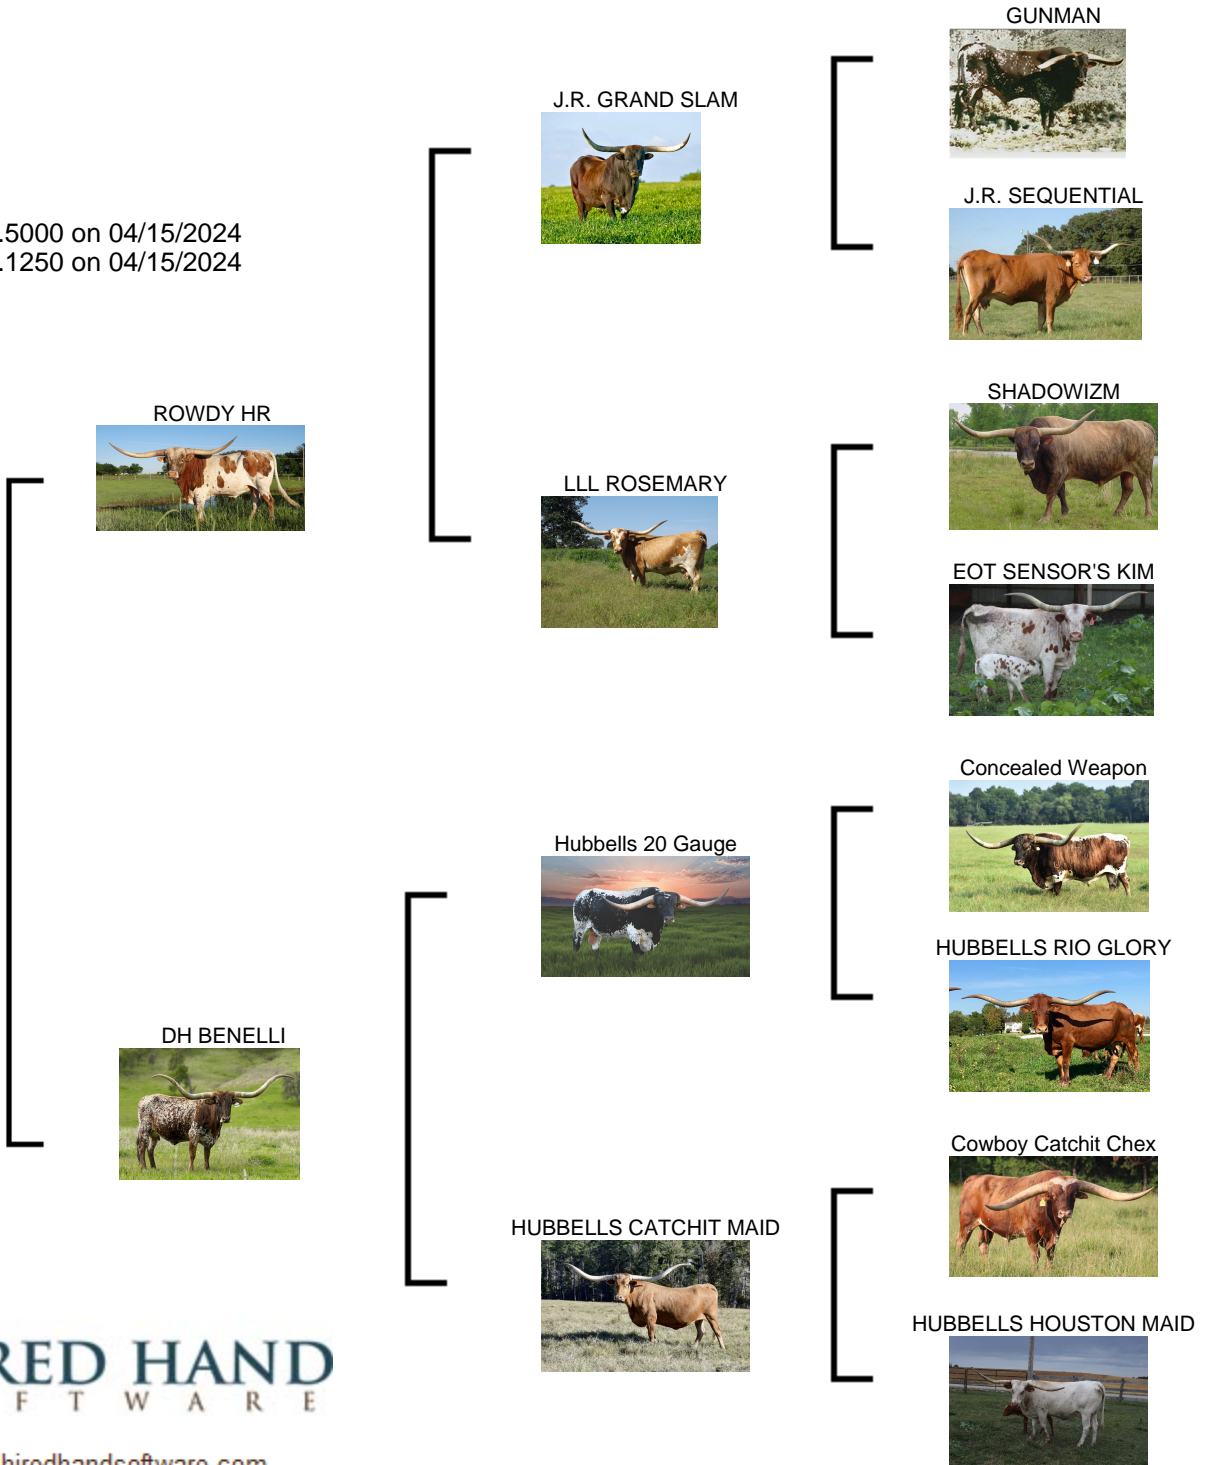 GUNMAN
J.R. GRAND SLAM
J.R. SEQUENTIAL
.5000 on 04/15/2024
.1250 on 04/15/2024
SHADOWIZM
ROWDY HR
LLL ROSEMARY
EOT SENSOR'S KIM
Concealed Weapon
Hubbells 20 Gauge
HUBBELLS RIO GLORY
DH BENELLI
Cowboy Catchit Chex
HUBBELLS CATCHIT MAID
HUBBELLS HOUSTON MAID
RED HAND
F T W A R E
hiredhandsoftware.com